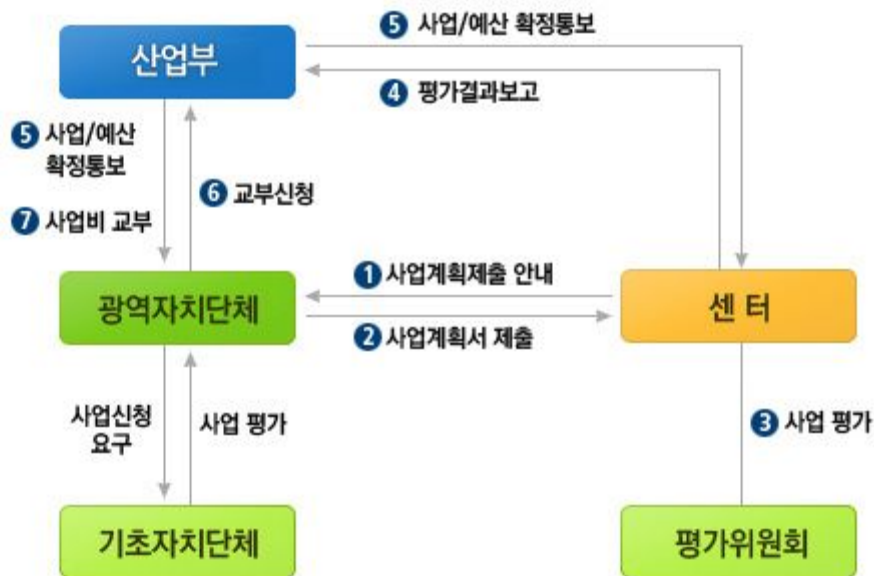 ❺ 사업/예산 확정통보
산업부
❹ 평가결과보고
❺ 사업/예산
확정통보
❻ 교부신청
❼ 사업비 교부
❶ 사업계획제출 안내
광역자치단체
센 터
❷ 사업계획서 제출
사업신청
요구
사업 평가
❸ 사업 평가
기초자치단체
평가위원회